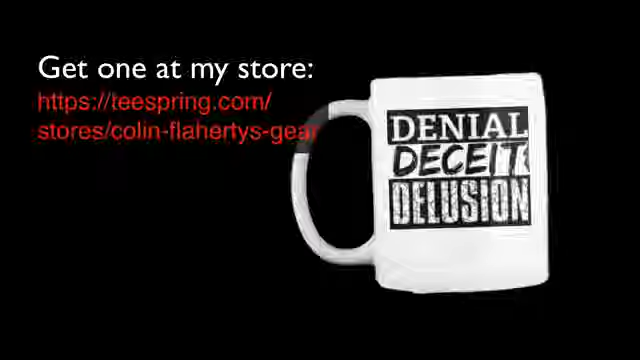 Get one at my store:
https://teespring.com/
stores/colin-flahertys-gear
DENIAL
DECEIT
DELUSION